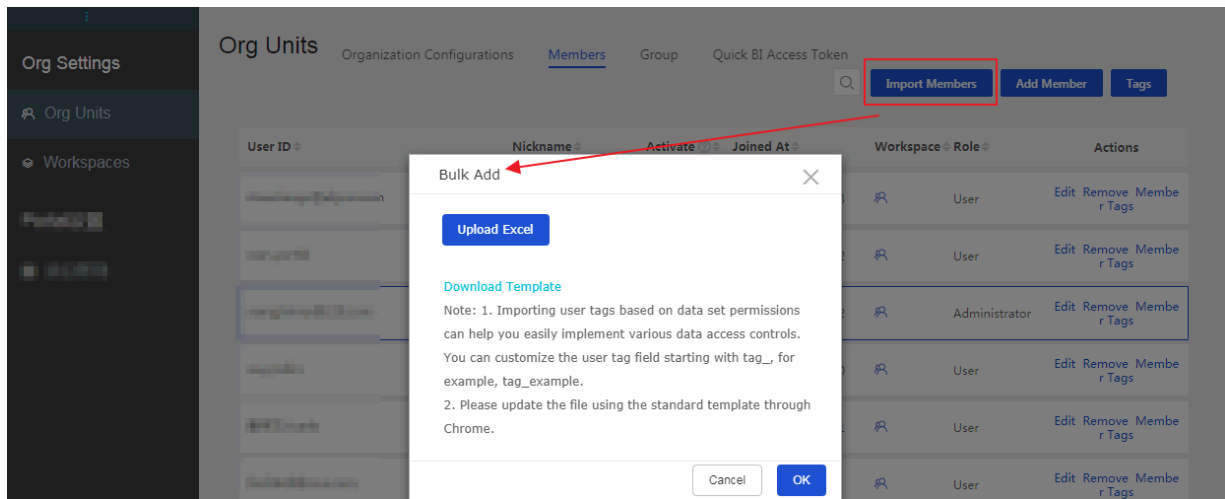 Org Settings
Org Units
Workspaces
Org Units
Organization Configurations
Members
Group
Quick BI Access Token
Import Members
Add Member
Tags
User ID
Nickname
Activate
Joined At
Workspace
Role
Actions
User
Edit Remove Membe
r Tags
User
Edit Remove Membe
r Tags
Administrator
Edit Remove Membe
r Tags
User
Edit Remove Membe
r Tags
User
Edit Remove Membe
r Tags
User
Edit Remove Membe
r Tags
Bulk Add
Upload Excel
Download Template
Note: 1. Importing user tags based on data set permissions
can help you easily implement various data access controls.
You can customize the user tag field starting with tag_, for
example, tag_example.
2. Please update the file using the standard template through
Chrome.
Cancel
OK